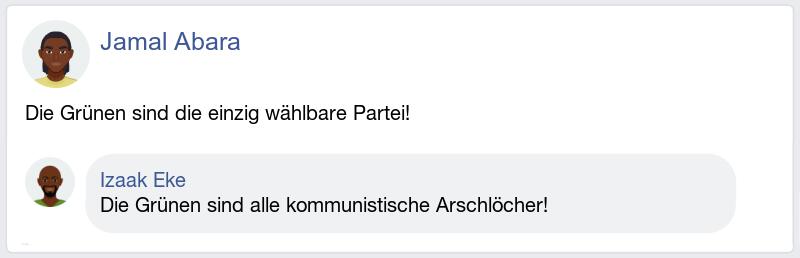 Jamal Abara
Die Grünen sind die einzig wählbare Partei!
Izaak Eke
Die Grünen sind alle kommunistische Arschlöcher!